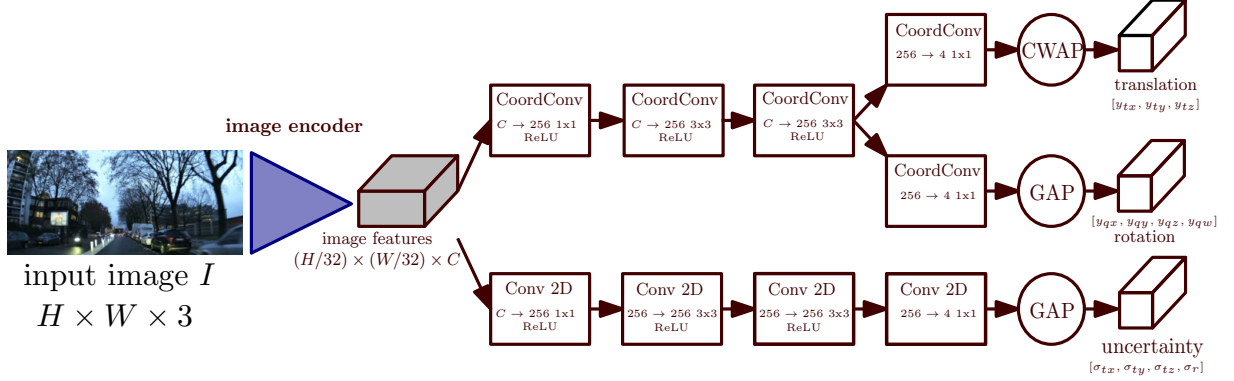 image encoder
input image I
H × W × 3
image features
(H/32) × (W/32) × C
CoordConv
C → 256 1x1
ReLU
CoordConv
C → 256 3x3
ReLU
CoordConv
C → 256 3x3
ReLU
CoordConv
256 → 4 1x1
CWAP
translation
[y_tx, y_ty, y_tz]
CoordConv
256 → 4 1x1
GAP
[y_qx, y_qy, y_qz, y_qw]
rotation
Conv 2D
C → 256 1x1
ReLU
Conv 2D
256 → 256 3x3
ReLU
Conv 2D
256 → 256 3x3
ReLU
Conv 2D
256 → 4 1x1
GAP
uncertainty
[σ_tx, σ_ty, σ_tz, σ_r]